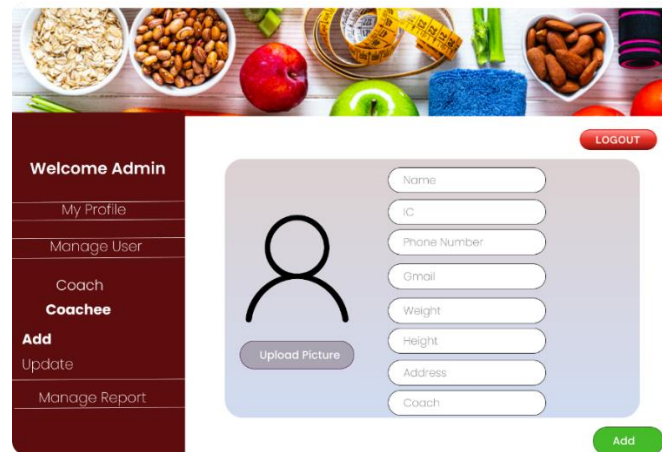 LOGOUT
Welcome Admin
My Profile
Manage User
Coach
Coachee
Add
Update
Manage Report
Upload Picture
Name
IC
Phone Number
Gmail
Weight
Height
Address
Coach
Add